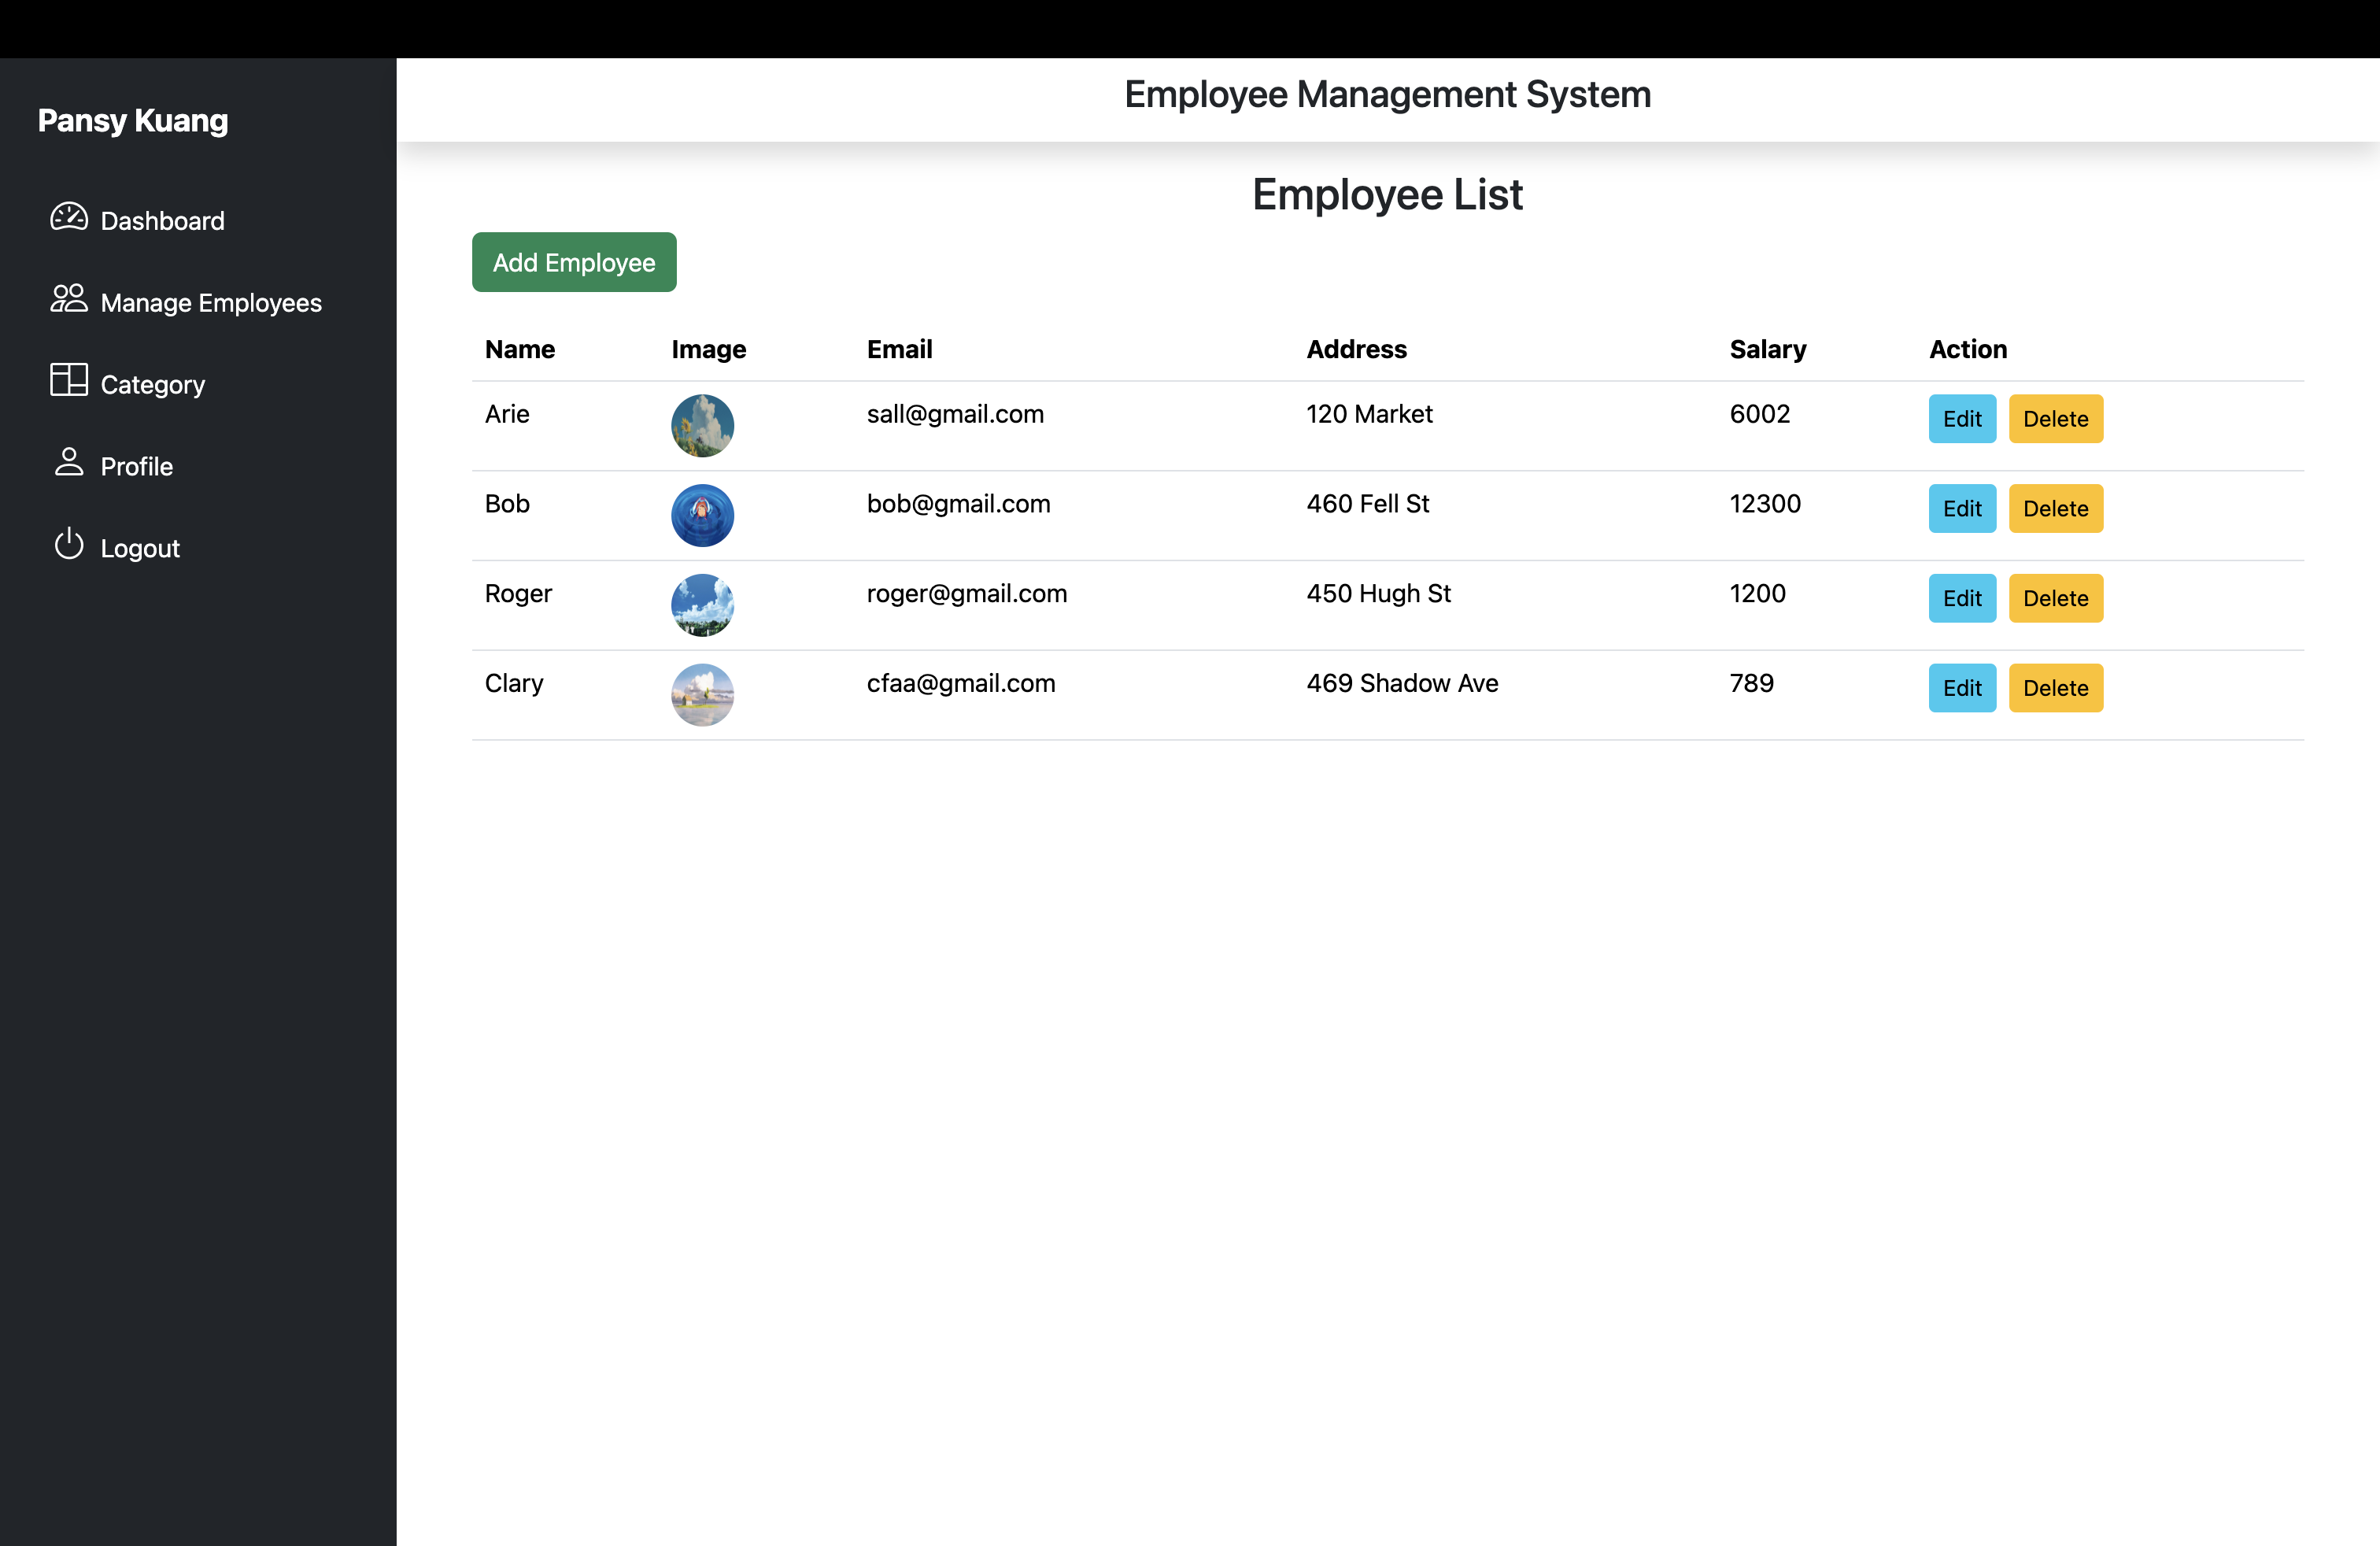 Pansy Kuang
Dashboard
Manage Employees
Category
Profile
Logout
Employee Management System
Employee List
Add Employee
Name Image Email Address Salary Action
Arie sall@gmail.com 120 Market 6002 Edit Delete
Bob bob@gmail.com 460 Fell St 12300 Edit Delete
Roger roger@gmail.com 450 Hugh St 1200 Edit Delete
Clary cfaa@gmail.com 469 Shadow Ave 789 Edit Delete